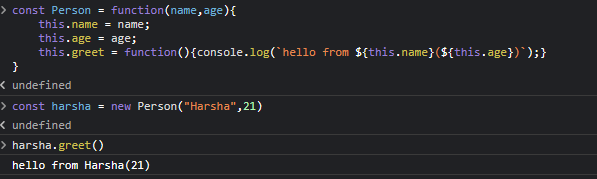 > const Person = function(name,age){
    this.name = name;
    this.age = age;
    this.greet = function(){console.log(`hello from ${this.name}(${this.age})`);}
}
< undefined
> const harsha = new Person("Harsha",21)
< undefined
> harsha.greet()
hello from Harsha(21)